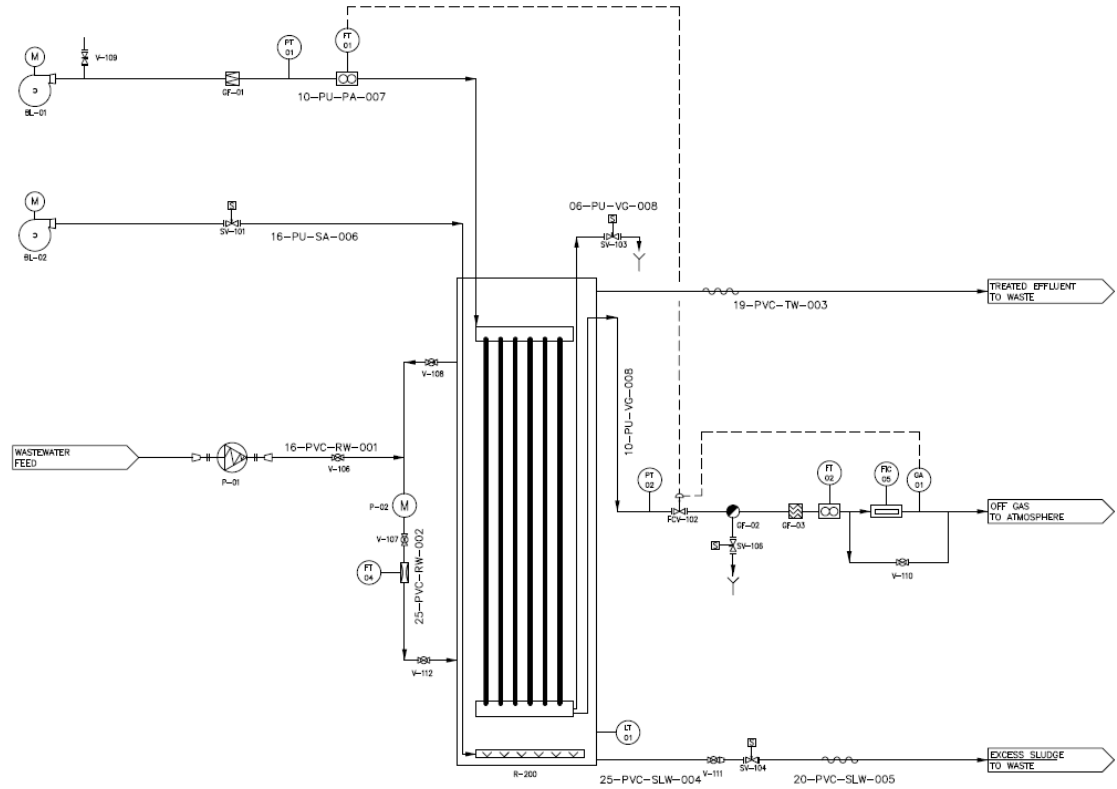 PT
01
FT
01
M
V-109
GF-01
10-PU-PA-007
BL-01
M
S
SV-101
16-PU-SA-006
BL-02
06-PU-VG-008
S
SV-103
TREATED EFFLUENT
TO WASTE
19-PVC-TW-003
V-108
10-PU-VG-008
WASTEWATER
FEED
16-PVC-RW-001
V-106
P-01
P-02
M
V-107
FT
04
25-PVC-RW-002
V-112
PT
02
FCV-102
GF-02
GF-03
FT
02
FIC
05
GA
01
OFF GAS
TO ATMOSPHERE
S
SV-106
V-110
LT
01
R-200
25-PVC-SLW-004
V-111
S
SV-104
20-PVC-SLW-005
EXCESS SLUDGE
TO WASTE